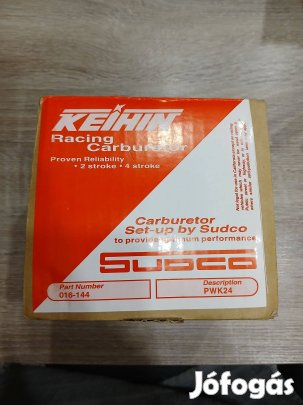 KEIHIN
Racing
Carburetor
Proven Reliability
• 2 stroke • 4 stroke
Carburetor
Set-up by Sudco
to provide performance
SUDCO
Part Number
Description
016-144
PWK24
Jófogás